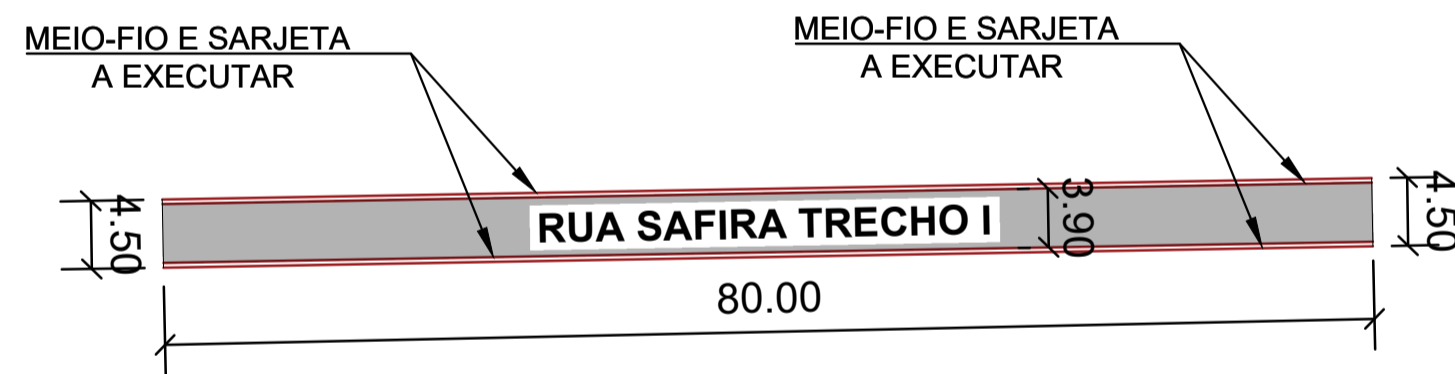 MEIO-FIO E SARJETA
A EXECUTAR
MEIO-FIO E SARJETA
A EXECUTAR
4.50
RUA SAFIRA TRECHO I
3.90
4.50
80.00